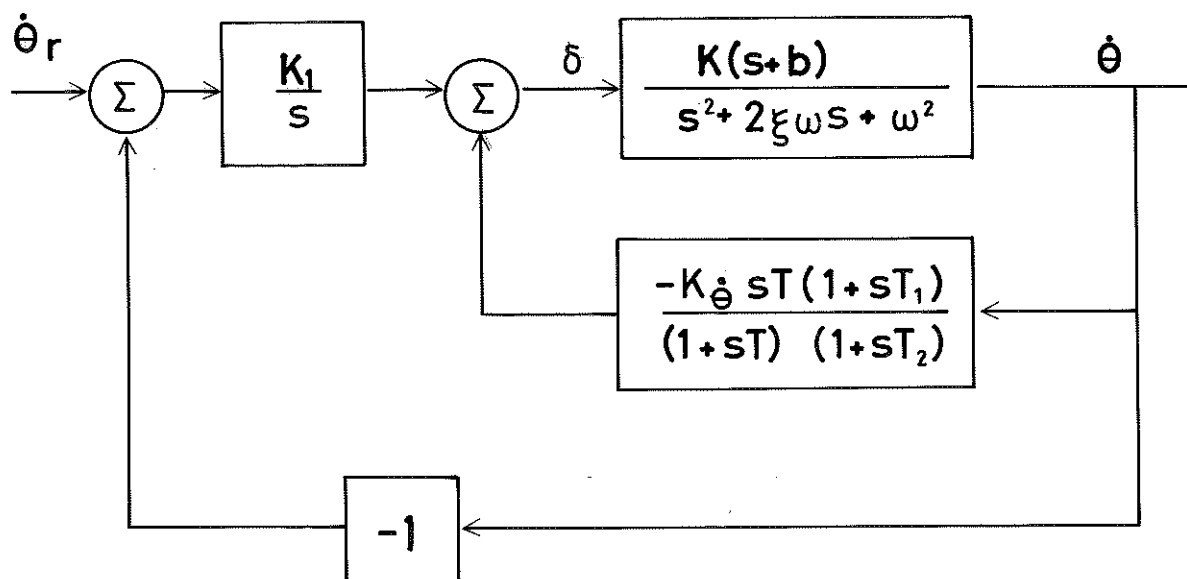 θ̇r
Σ
K₁
s
Σ
δ
K(s+b)
s²+ 2ξωs + ω²
θ̇
-Kθ̇ sT(1+sT₁)
(1+sT) (1+sT₂)
-1